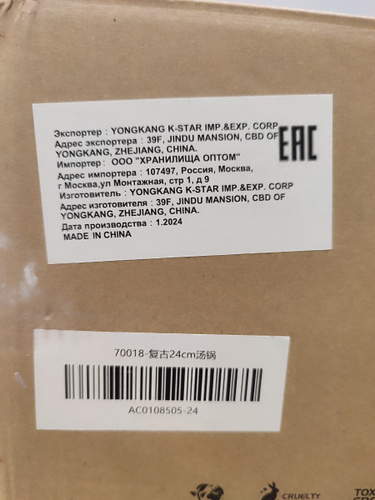 Экспортер : YONGKANG K-STAR IMP.&EXP. CORP
Адрес экспортера : 39F, JINDU MANSION, CBD OF
YONGKANG, ZHEJIANG, CHINA.
Импортер : ООО "ХРАНИЛИЩА ОПТОМ"
Адрес импортера : 107497, Россия, Москва,
г Москва,ул Монтажная, стр 1, д 9
Изготовитель : YONGKANG K-STAR IMP.&EXP. CORP
Адрес изготовителя : 39F, JINDU MANSION, CBD OF
YONGKANG, ZHEJIANG, CHINA.
Дата производства : 1.2024
MADE IN CHINA
EAC
70018-复古24cm汤锅
AC0108505-24
CRUELTY
TOX